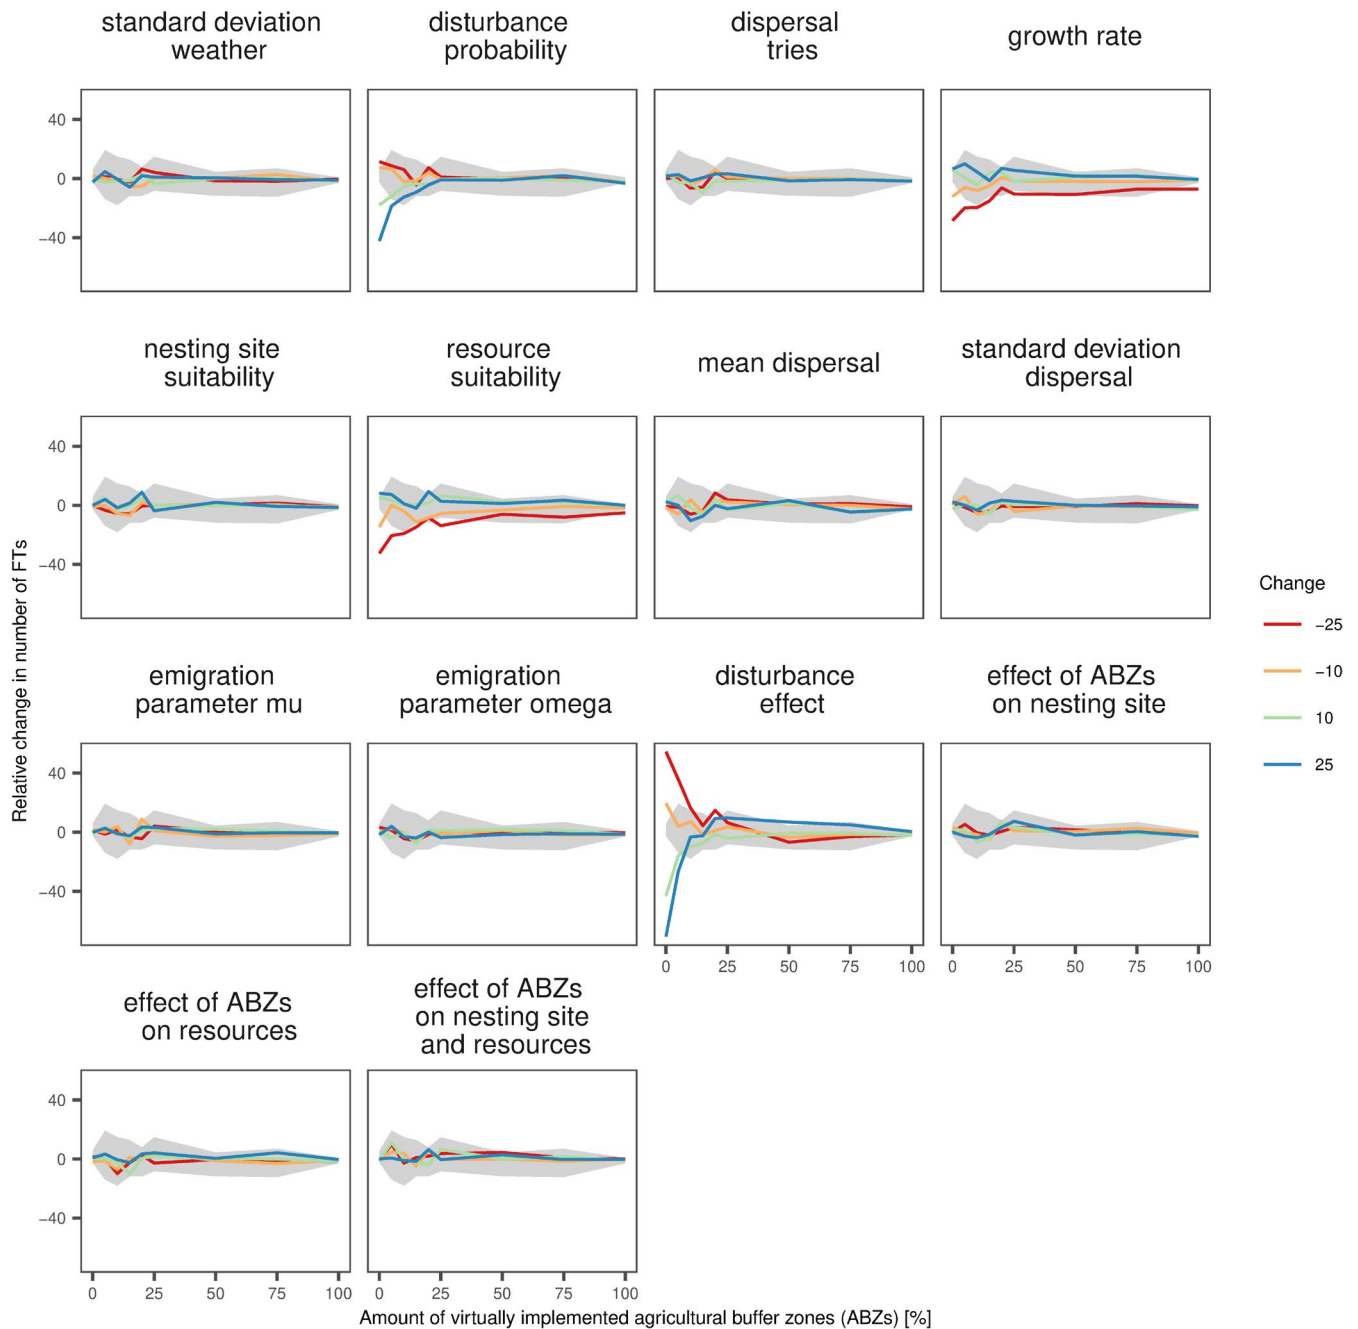 standard deviation
weather
disturbance
probability
dispersal
tries
growth rate
40
0
−40
nesting site
suitability
resource
suitability
mean dispersal
standard deviation
dispersal
40
0
−40
emigration
parameter mu
emigration
parameter omega
disturbance
effect
effect of ABZs
on nesting site
40
0
−40
0 25 50 75 100
0 25 50 75 100
effect of ABZs
on resources
effect of ABZs
on nesting site
and resources
40
0
−40
0 25 50 75 100
0 25 50 75 100
Amount of virtually implemented agricultural buffer zones (ABZs) [%]
Relative change in number of FTs
Change
−25
−10
10
25